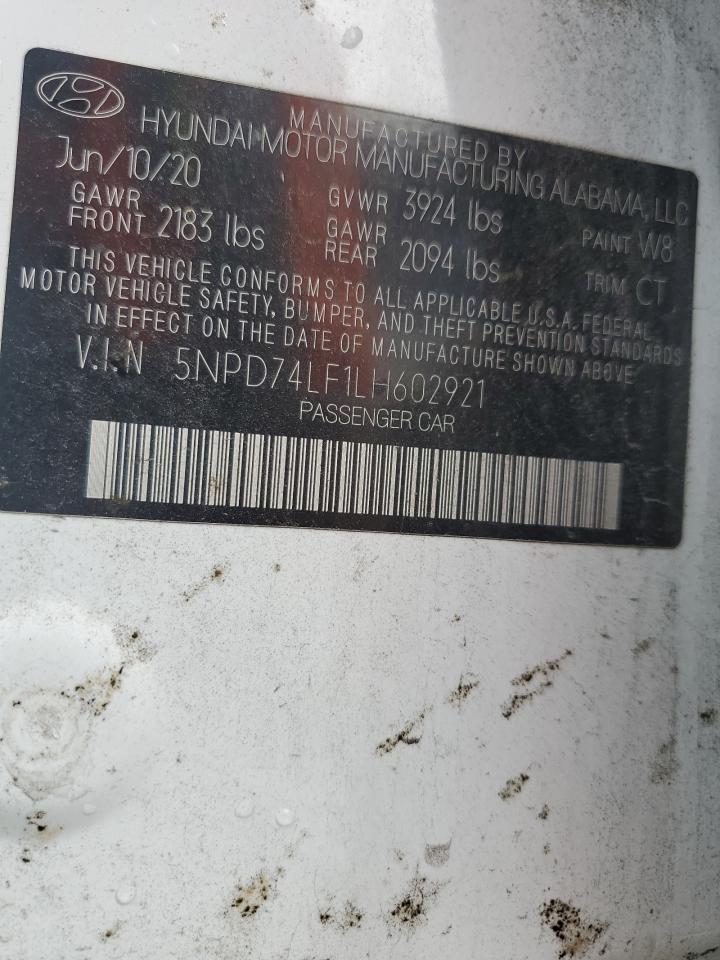 MANUFACTURED BY
HYUNDAI MOTOR MANUFACTURING ALABAMA, LLC
Jun/10/20
GAWR FRONT 2183 lbs
GVWR 3924 lbs
GAWR REAR 2094 lbs
PAINT W8
TRIM CT
THIS VEHICLE CONFORMS TO ALL APPLICABLE U.S.A. FEDERAL
MOTOR VEHICLE SAFETY, BUMPER, AND THEFT PREVENTION STANDARDS
IN EFFECT ON THE DATE OF MANUFACTURE SHOWN ABOVE
V.I.N 5NPD74LF1LH602921
PASSENGER CAR